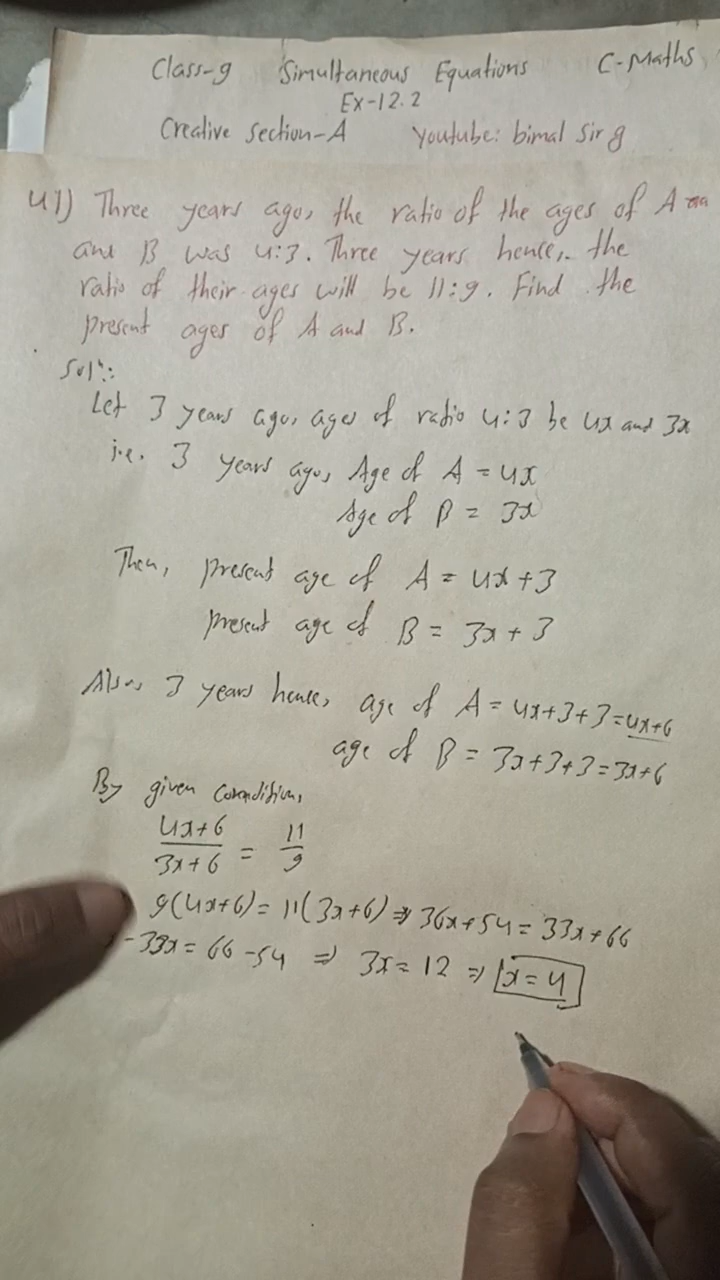 Class-9 Simultaneous Equations C-Maths
Ex-12.2
Creative Section-A Youtube: bimal Sir 9
41) Three years ago, the ratio of the ages of A
and B was 4:3. Three years hence, the
ratio of their ages will be 11:9. Find the
present ages of A and B.
Solⁿ:
Let 3 years ago, ages of ratio 4:3 be 4x and 3x
i.e. 3 years ago, Age of A = 4x
Age of B = 3x
Then, present age of A = 4x+3
present age of B = 3x+3
Also, 3 years hence, age of A = 4x+3+3=4x+6
age of B = 3x+3+3=3x+6
By given condition,
4x+6/3x+6 = 11/9
9(4x+6) = 11(3x+6) ⇒ 36x+54 = 33x+66
-33x = 66-54 ⇒ 3x = 12 ⇒ x=4